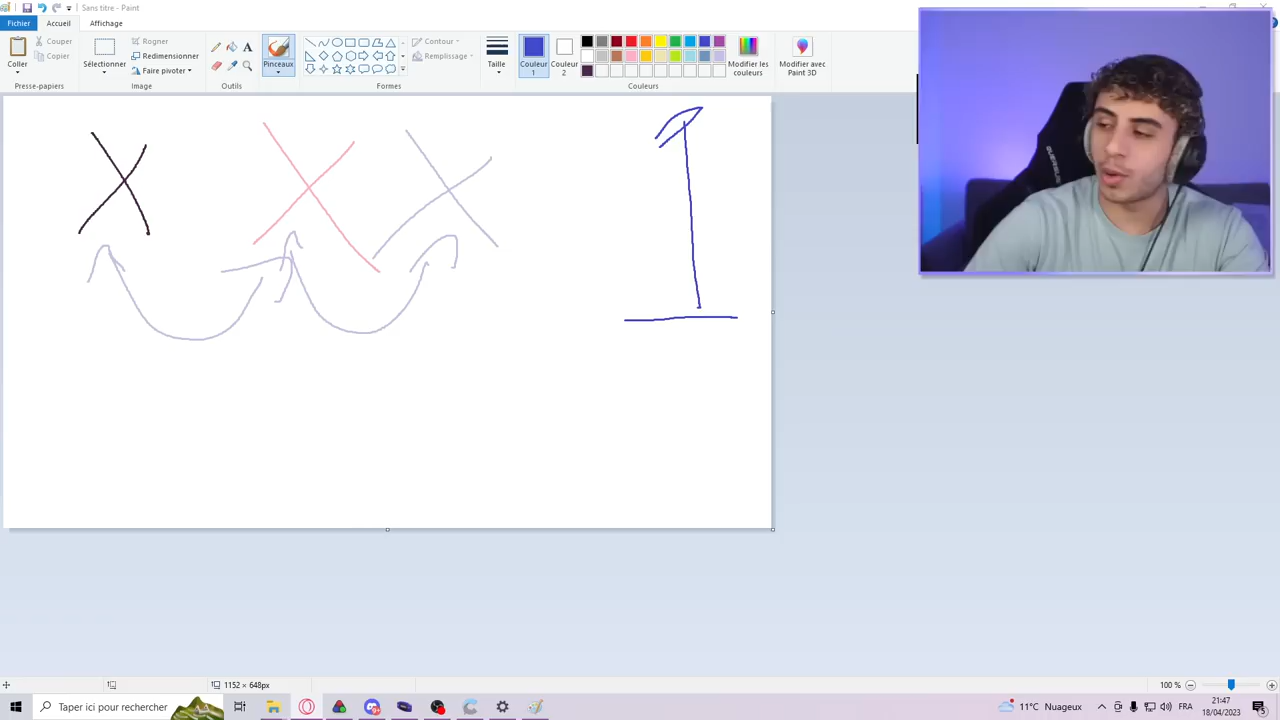 Sans titre - Paint
Fichier Accueil Affichage
Coller
Couper
Copier
Presse-papiers
Sélectionner
Rogner
Redimensionner
Faire pivoter
Image
Outils
Pinceaux
Contour
Remplissage
Formes
Taille
Couleur 1
Couleur 2
Modifier les couleurs
Couleurs
Modifier avec Paint 3D
X X X 1
1152 × 648px
100 %
Taper ici pour rechercher
11°C Nuageux
FRA
21:47
18/04/2023